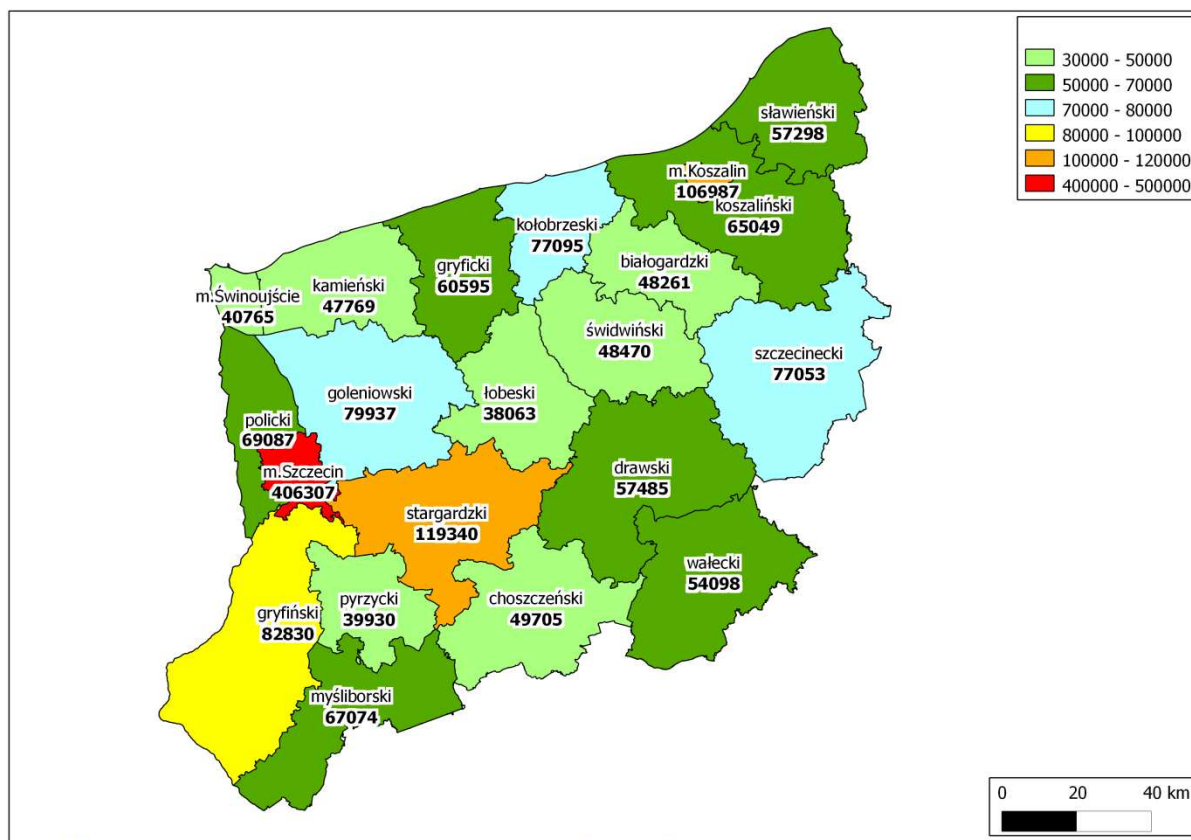 30000 - 50000
50000 - 70000
70000 - 80000
80000 - 100000
100000 - 120000
400000 - 500000
sławieński
57298
m.Koszalin
106987
koszaliński
65049
kołobrzeski
77095
gryficki
60595
białogardzki
48261
kamieński
47769
m.Świnoujście
40765
świdwiński
48470
szczecinecki
77053
goleniowski
79937
łobeski
38063
policki
69087
m.Szczecin
406307
drawski
57485
stargardzki
119340
wałecki
54098
pyrzycki
39930
choszczeński
49705
gryfiński
82830
myśliborski
67074
0 20 40 km